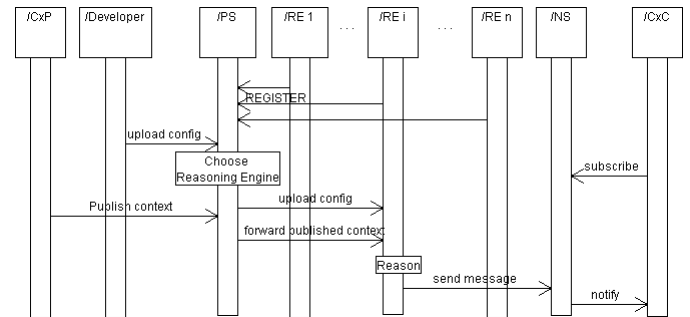 /CxP
/Developer
/PS
/RE 1
. . .
/RE i
. . .
/RE n
/NS
/CxC
REGISTER
upload config
Choose
Reasoning Engine
subscribe
Publish context
upload config
forward published context
Reason
send message
notify